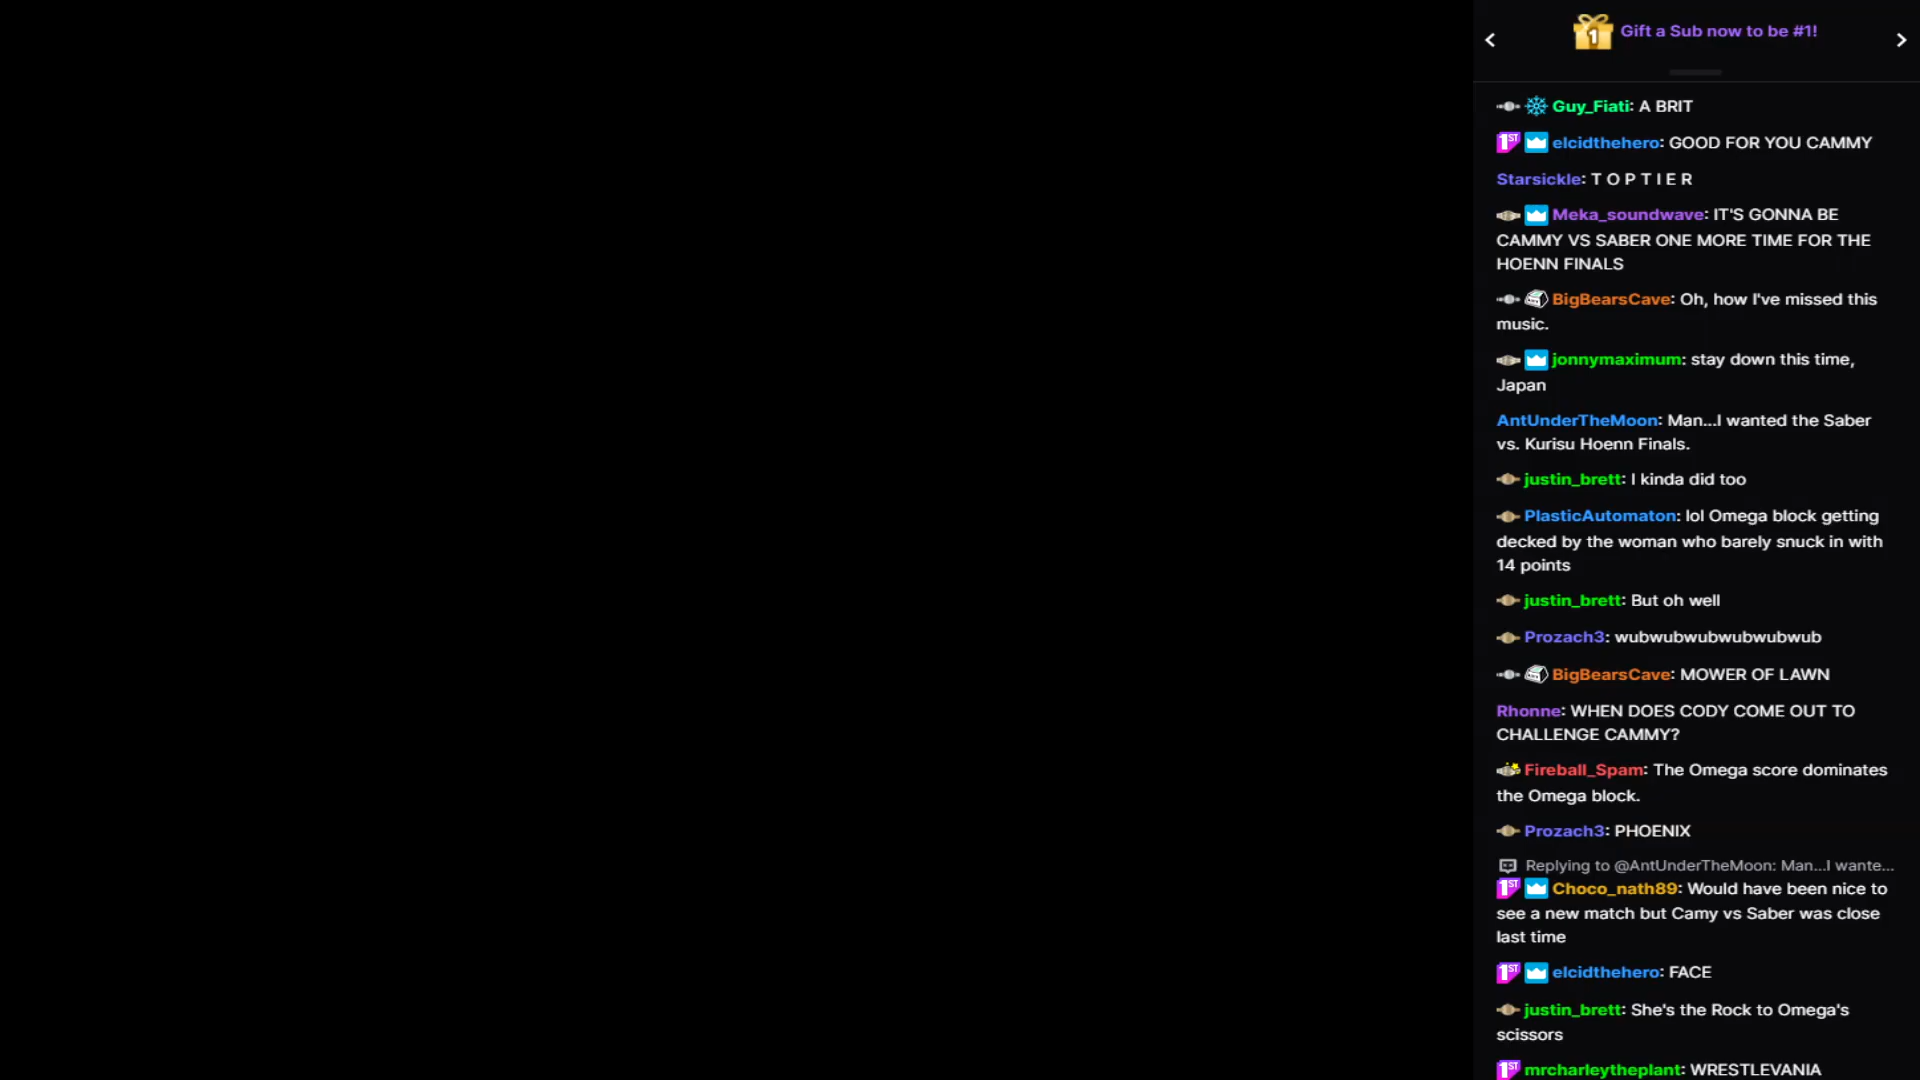 1 Gift a Sub now to be #1!
Guy_Fiati: A BRIT
1ST elcidthehero: GOOD FOR YOU CAMMY
Starsickle: T O P T I E R
Meka_soundwave: IT'S GONNA BE
CAMMY VS SABER ONE MORE TIME FOR THE
HOENN FINALS
BigBearsCave: Oh, how I've missed this
music.
jonnymaximum: stay down this time,
Japan
AntUnderTheMoon: Man...I wanted the Saber
vs. Kurisu Hoenn Finals.
justin_brett: I kinda did too
PlasticAutomaton: lol Omega block getting
decked by the woman who barely snuck in with
14 points
justin_brett: But oh well
Prozach3: wubwubwubwubwubwub
BigBearsCave: MOWER OF LAWN
Rhonne: WHEN DOES CODY COME OUT TO
CHALLENGE CAMMY?
Fireball_Spam: The Omega score dominates
the Omega block.
Prozach3: PHOENIX
Replying to @AntUnderTheMoon: Man...I wante...
1ST Choco_nath89: Would have been nice to
see a new match but Camy vs Saber was close
last time
1ST elcidthehero: FACE
justin_brett: She's the Rock to Omega's
scissors
1ST mrcharleytheplant: WRESTLEVANIA